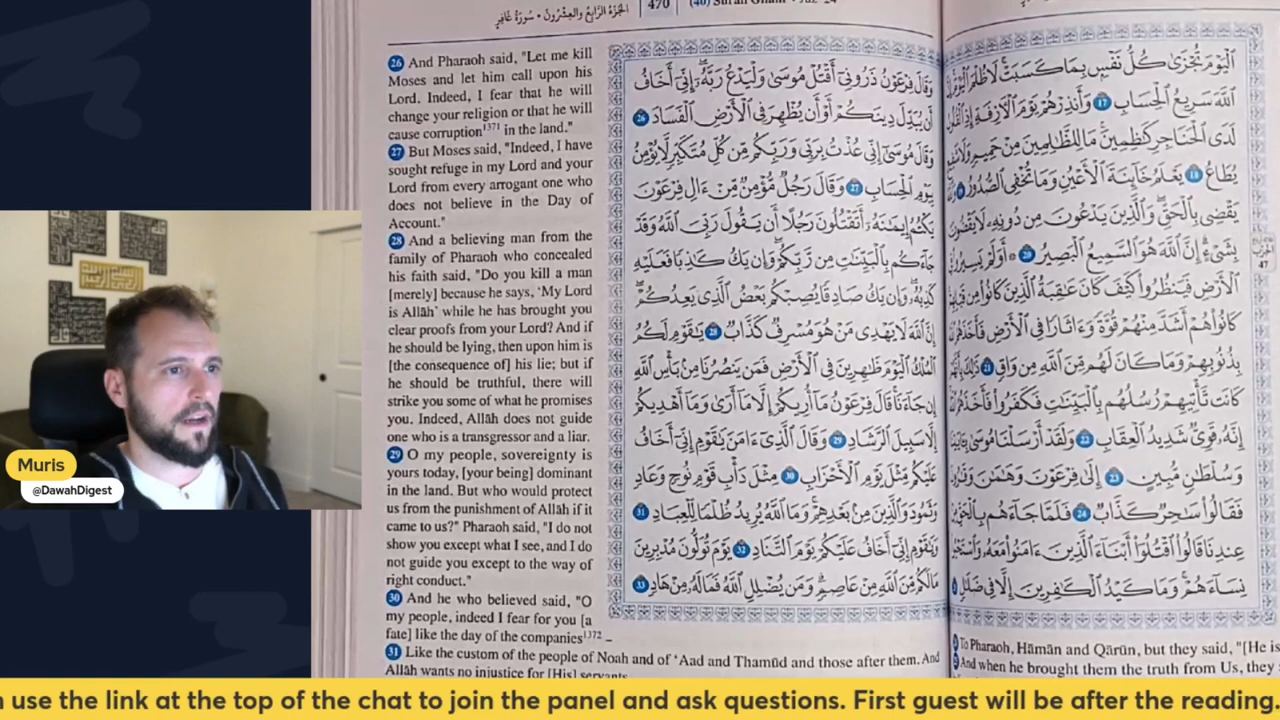 الجزء الرابع والعشرون • سورة غافر
470
26 And Pharaoh said, "Let me kill
Moses and let him call upon his
Lord. Indeed, I fear that he will
change your religion or that he will
cause corruption1371 in the land."
27 But Moses said, "Indeed, I have
sought refuge in my Lord and your
Lord from every arrogant one who
does not believe in the Day of
Account."
28 And a believing man from the
family of Pharaoh who concealed
his faith said, "Do you kill a man
[merely] because he says, ‘My Lord
is Allāh’ while he has brought you
clear proofs from your Lord? And if
he should be lying, then upon him is
[the consequence of] his lie; but if
he should be truthful, there will
strike you some of what he promises
you. Indeed, Allāh does not guide
one who is a transgressor and a liar.
29 O my people, sovereignty is
yours today, [your being] dominant
in the land. But who would protect
us from the punishment of Allāh if it
came to us?" Pharaoh said, "I do not
show you except what I see, and I do
not guide you except to the way of
right conduct."
30 And he who believed said, "O
my people, indeed I fear for you [a
fate] like the day of the companies1372 –
31 Like the custom of the people of Noah and of ‘Aad and Thamūd and those after them. And
Allāh wants no injustice for [His] servants.
وَقَالَ فِرْعَوْنُ ذَرُونِىٓ أَقْتُلْ مُوسَىٰ وَلْيَدْعُ رَبَّهُۥٓ إِنِّىٓ أَخَافُ
أَن يُبَدِّلَ دِينَكُمْ أَوْ أَن يُظْهِرَ فِى ٱلْأَرْضِ ٱلْفَسَادَ 26
وَقَالَ مُوسَىٰٓ إِنِّى عُذْتُ بِرَبِّى وَرَبِّكُم مِّن كُلِّ مُتَكَبِّرٍ لَّا يُؤْمِنُ
بِيَوْمِ ٱلْحِسَابِ 27 وَقَالَ رَجُلٌ مُّؤْمِنٌ مِّنْ ءَالِ فِرْعَوْنَ
يَكْتُمُ إِيمَٰنَهُۥٓ أَتَقْتُلُونَ رَجُلًا أَن يَقُولَ رَبِّىَ ٱللَّهُ وَقَدْ
جَآءَكُم بِٱلْبَيِّنَٰتِ مِن رَّبِّكُمْ وَإِن يَكُ كَٰذِبًا فَعَلَيْهِ
كَذِبُهُۥ وَإِن يَكُ صَادِقًا يُصِبْكُم بَعْضُ ٱلَّذِى يَعِدُكُمْ
إِنَّ ٱللَّهَ لَا يَهْدِى مَنْ هُوَ مُسْرِفٌ كَذَّابٌ 28 يَٰقَوْمِ لَكُمُ
ٱلْمُلْكُ ٱلْيَوْمَ ظَٰهِرِينَ فِى ٱلْأَرْضِ فَمَن يَنصُرُنَا مِنۢ بَأْسِ ٱللَّهِ
إِن جَآءَنَا قَالَ فِرْعَوْنُ مَآ أُرِيكُمْ إِلَّا مَآ أَرَىٰ وَمَآ أَهْدِيكُمْ
إِلَّا سَبِيلَ ٱلرَّشَادِ 29 وَقَالَ ٱلَّذِىٓ ءَامَنَ يَٰقَوْمِ إِنِّىٓ أَخَافُ
عَلَيْكُم مِّثْلَ يَوْمِ ٱلْأَحْزَابِ 30 مِثْلَ دَأْبِ قَوْمِ نُوحٍ وَعَادٍ
وَثَمُودَ وَٱلَّذِينَ مِنۢ بَعْدِهِمْ وَمَا ٱللَّهُ يُرِيدُ ظُلْمًا لِّلْعِبَادِ 31
وَيَٰقَوْمِ إِنِّىٓ أَخَافُ عَلَيْكُمْ يَوْمَ ٱلتَّنَادِ 32 يَوْمَ تُوَلُّونَ مُدْبِرِينَ
مَا لَكُم مِّنَ ٱللَّهِ مِنْ عَاصِمٍ وَمَن يُضْلِلِ ٱللَّهُ فَمَا لَهُۥ مِنْ هَادٍ 33
ٱلْيَوْمَ تُجْزَىٰ كُلُّ نَفْسٍۭ بِمَا كَسَبَتْ لَا ظُلْمَ ٱلْيَوْمَ
ٱللَّهَ سَرِيعُ ٱلْحِسَابِ 17 وَأَنذِرْهُمْ يَوْمَ ٱلْءَازِفَةِ إِذِ
لَدَى ٱلْحَنَاجِرِ كَٰظِمِينَ مَا لِلظَّٰلِمِينَ مِنْ حَمِيمٍ وَلَا
يُطَاعُ 18 يَعْلَمُ خَآئِنَةَ ٱلْأَعْيُنِ وَمَا تُخْفِى ٱلصُّدُورُ
يَقْضِى بِٱلْحَقِّ وَٱلَّذِينَ يَدْعُونَ مِن دُونِهِۦ لَا يَقْضُونَ
بِشَىْءٍ إِنَّ ٱللَّهَ هُوَ ٱلسَّمِيعُ ٱلْبَصِيرُ 20 أَوَلَمْ يَسِيرُوا۟
ٱلْأَرْضِ فَيَنظُرُوا۟ كَيْفَ كَانَ عَٰقِبَةُ ٱلَّذِينَ كَانُوا۟ مِن
كَانُوا۟ هُمْ أَشَدَّ مِنْهُمْ قُوَّةً وَءَاثَارًا فِى ٱلْأَرْضِ فَأَخَذَهُمُ
بِذُنُوبِهِمْ وَمَا كَانَ لَهُم مِّنَ ٱللَّهِ مِن وَاقٍ 21 ذَٰلِكَ
كَانَت تَّأْتِيهِمْ رُسُلُهُم بِٱلْبَيِّنَٰتِ فَكَفَرُوا۟ فَأَخَذَهُمُ
إِنَّهُۥ قَوِىٌّ شَدِيدُ ٱلْعِقَابِ 22 وَلَقَدْ أَرْسَلْنَا مُوسَىٰ
وَسُلْطَٰنٍ مُّبِينٍ 23 إِلَىٰ فِرْعَوْنَ وَهَٰمَٰنَ
فَقَالُوا۟ سَٰحِرٌ كَذَّابٌ 24 فَلَمَّا جَآءَهُم بِٱلْحَقِّ
عِندِنَا قَالُوا۟ ٱقْتُلُوٓا۟ أَبْنَآءَ ٱلَّذِينَ ءَامَنُوا۟ مَعَهُۥ
نِسَآءَهُمْ وَمَا كَيْدُ ٱلْكَٰفِرِينَ إِلَّا فِى ضَلَٰلٍ
47
To Pharaoh, Hāmān and Qārūn, but they said, "[He is
And when he brought them the truth from Us, they
Muris
@DawahDigest
use the link at the top of the chat to join the panel and ask questions. First guest will be after the reading.